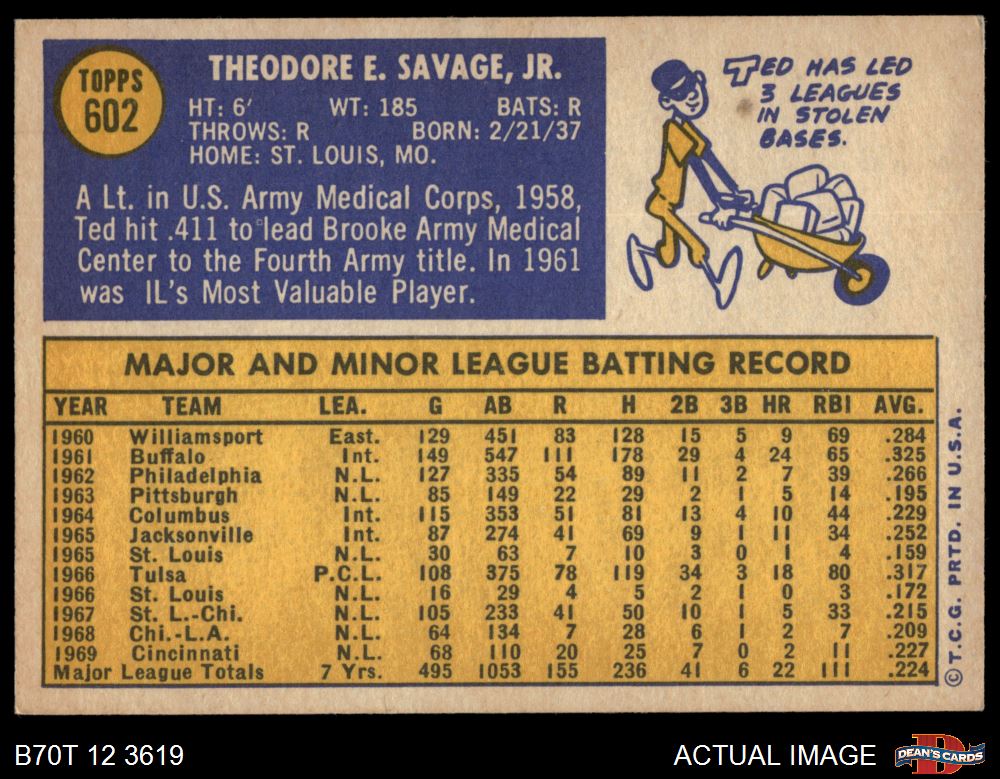 TOPPS
602
THEODORE E. SAVAGE, JR.
HT: 6' WT: 185 BATS: R
THROWS: R BORN: 2/21/37
HOME: ST. LOUIS, MO.
A Lt. in U.S. Army Medical Corps, 1958,
Ted hit .411 to lead Brooke Army Medical
Center to the Fourth Army title. In 1961
was IL's Most Valuable Player.
TED HAS LED
3 LEAGUES
IN STOLEN
BASES.
MAJOR AND MINOR LEAGUE BATTING RECORD
YEAR TEAM LEA. G AB R H 2B 3B HR RBI AVG.
1960 Williamsport East. 129 451 83 128 15 5 9 69 .284
1961 Buffalo Int. 149 547 111 178 29 4 24 65 .325
1962 Philadelphia N.L. 127 335 54 89 11 2 7 39 .266
1963 Pittsburgh N.L. 85 149 22 29 2 1 5 14 .195
1964 Columbus Int. 115 353 51 81 13 4 10 44 .229
1965 Jacksonville Int. 87 274 41 69 9 1 11 34 .252
1965 St. Louis N.L. 30 63 7 10 3 0 1 4 .159
1966 Tulsa P.C.L. 108 375 78 119 34 3 18 80 .317
1966 St. Louis N.L. 16 29 4 5 2 1 0 3 .172
1967 St. L.-Chi. N.L. 105 233 41 50 10 1 5 33 .215
1968 Chi.-L.A. N.L. 64 134 7 28 6 1 2 7 .209
1969 Cincinnati N.L. 68 110 20 25 7 0 2 11 .227
Major League Totals 7 Yrs. 495 1053 155 236 41 6 22 111 .224
© T.C.G. PRTD. IN U.S.A.
B70T 12 3619
ACTUAL IMAGE
DEAN'S CARDS